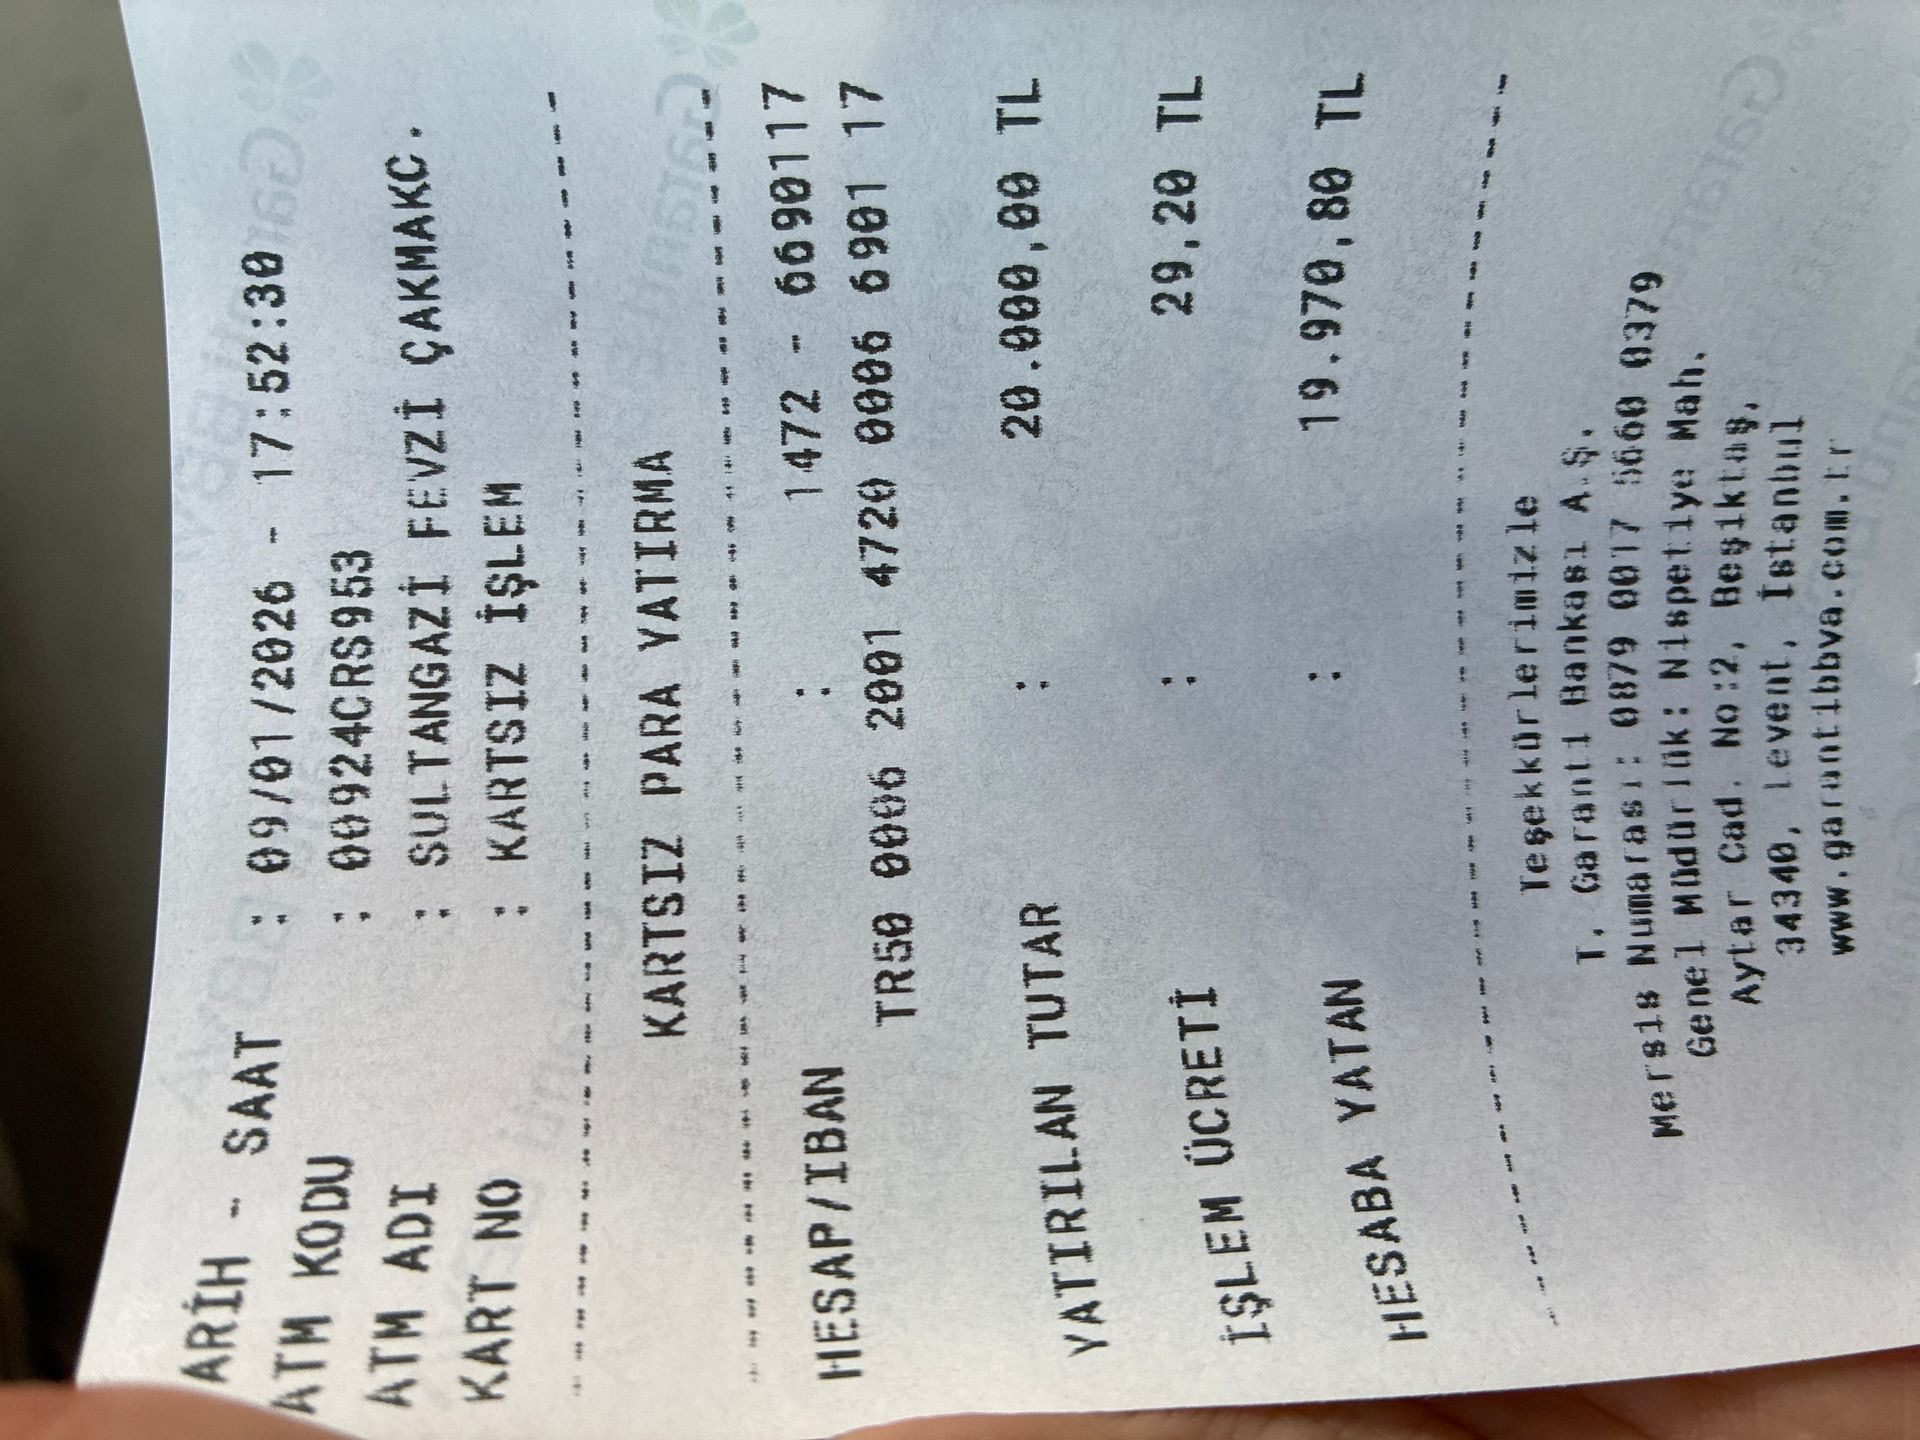 ARİH - SAAT : 09/01/2026 - 17:52:30
ATM KODU : 00924CRS953
ATM ADI : SULTANGAZİ FEVZİ ÇAKMAKC.
KART NO : KARTSIZ İŞLEM
KARTSIZ PARA YATIRMA
HESAP/IBAN : 1472 - 6690117
TR50 0006 2001 4720 0006 6901 17
YATIRILAN TUTAR : 20.000,00 TL
İŞLEM ÜCRETİ : 29,20 TL
HESABA YATAN : 19.970,80 TL
Teşekkürlerimizle
T. Garanti Bankası A.Ş.
Mersis Numarası: 0879 0017 5660 0379
Genel Müdürlük: Nispetiye Mah.
Aytar Cad. No:2, Beşiktaş,
34340, Levent, İstanbul
www.garantibbva.com.tr